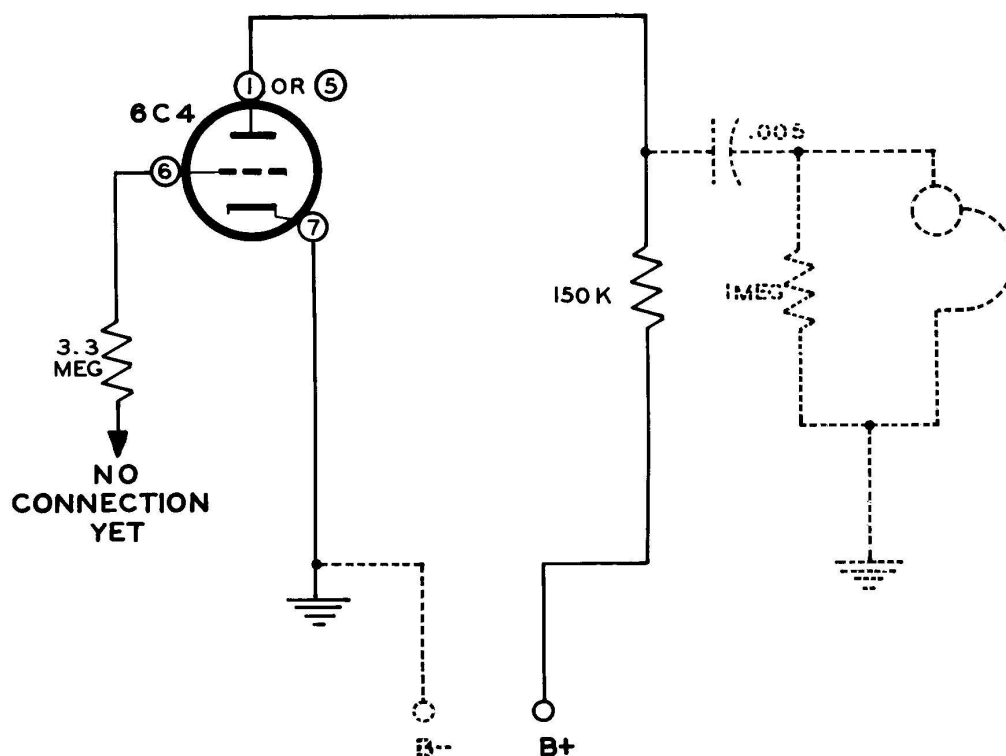 ① OR ⑤
6C4
⑥
⑦
.005
150K
1MEG
3.3
MEG
NO
CONNECTION
YET
B--
B+